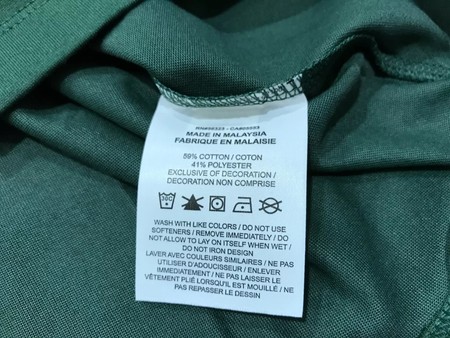 MADE IN MALAYSIA
FABRIQUE EN MALAISIE
59% COTTON / COTON
41% POLYESTER
EXCLUSIVE OF DECORATION /
DECORATION NON COMPRISE
30C
WASH WITH LIKE COLORS / DO NOT USE
SOFTENERS / REMOVE IMMEDIATELY / DO
NOT ALLOW TO LAY ON ITSELF WHEN WET /
DO NOT IRON DESIGN
LAVER AVEC COULEURS SIMILAIRES / NE PAS
UTILISER D'ADOUCISSEUR / ENLEVER
IMMEDIATEMENT / NE PAS LAISSER LE
VÊTEMENT PLIÉ LORSQU'IL EST MOUILLÉ / NE
PAS REPASSER LE DESSIN